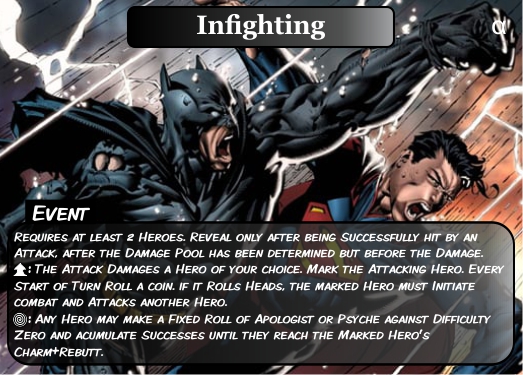 Infighting
α
Event
Requires at least 2 Heroes. Reveal only after being Successfully hit by an
Attack, after the Damage Pool has been determined but before the Damage.
: The Attack Damages a Hero of your choice. Mark the Attacking Hero. Every
start of Turn Roll a coin. if it Rolls Heads, the marked Hero must Initiate
combat and Attacks another Hero.
: Any Hero may make a Fixed Roll of Apologist or Psyche against Difficulty
Zero and acumulate Successes until they reach the Marked Hero's
Charm+Rebutt.